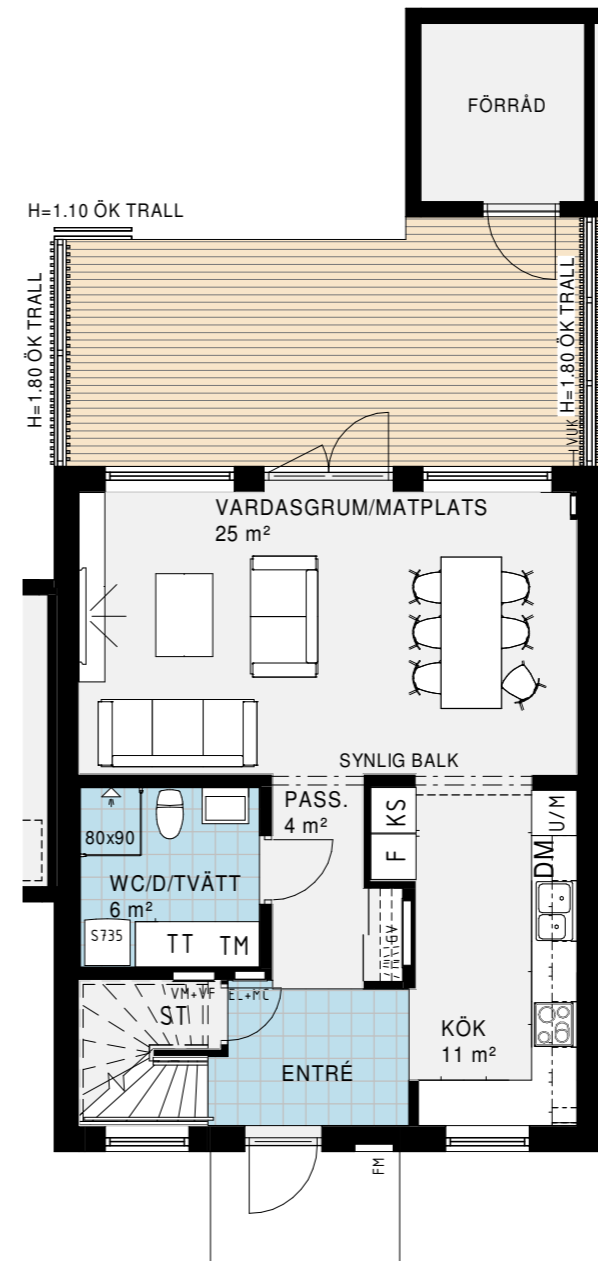 FÖRRÅD
H=1.10 ÖK TRALL
H=1.80 ÖK TRALL
H=1.80 ÖK TRALL
VUK
VARDASGRUM/MATPLATS
25 m²
SYNLIG BALK
PASS.
4 m²
KS
F
U/M
DM
80x90
WC/D/TVÄTT
6 m²
S735
TT
TM
GV
VM+VF
EL+MC
ST
KÖK
11 m²
ENTRÉ
FM